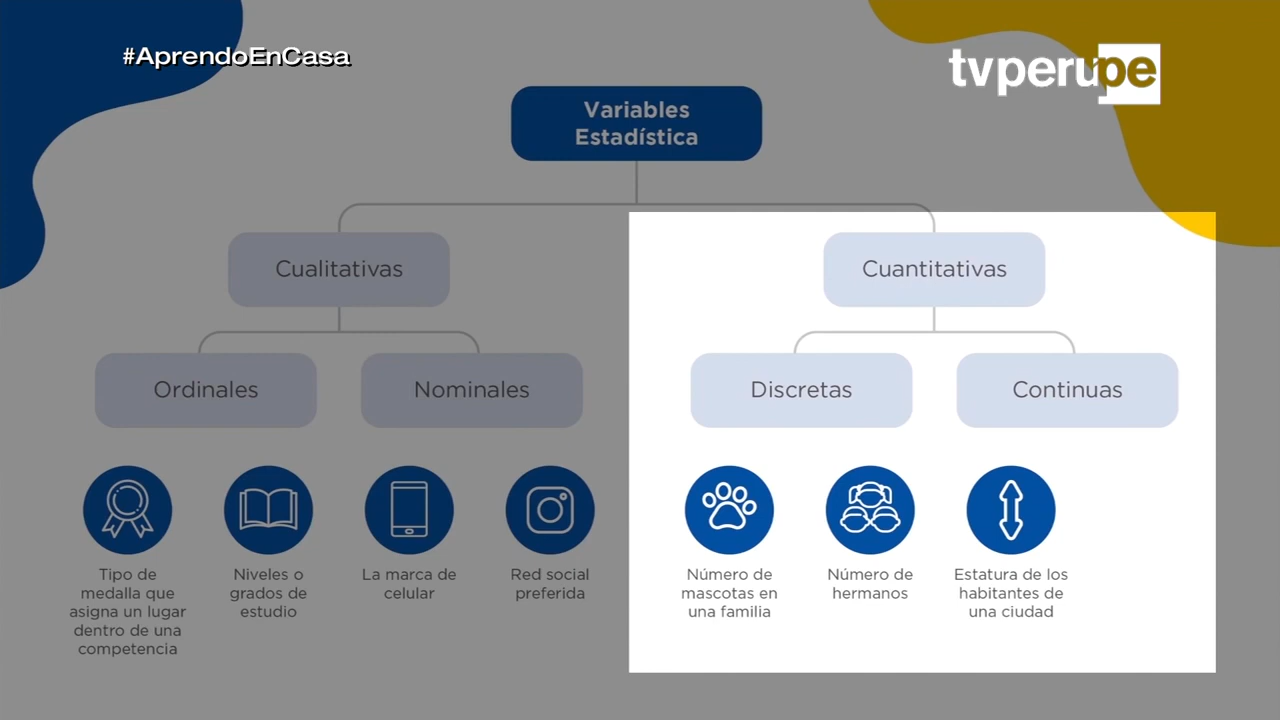 #AprendoEnCasa
tvperu.pe
Variables
Estadística
Cualitativas
Cuantitativas
Ordinales
Nominales
Discretas
Continuas
Tipo de
medalla que
asigna un lugar
dentro de una
competencia
Niveles o
grados de
estudio
La marca de
celular
Red social
preferida
Número de
mascotas en
una familia
Número de
hermanos
Estatura de los
habitantes de
una ciudad